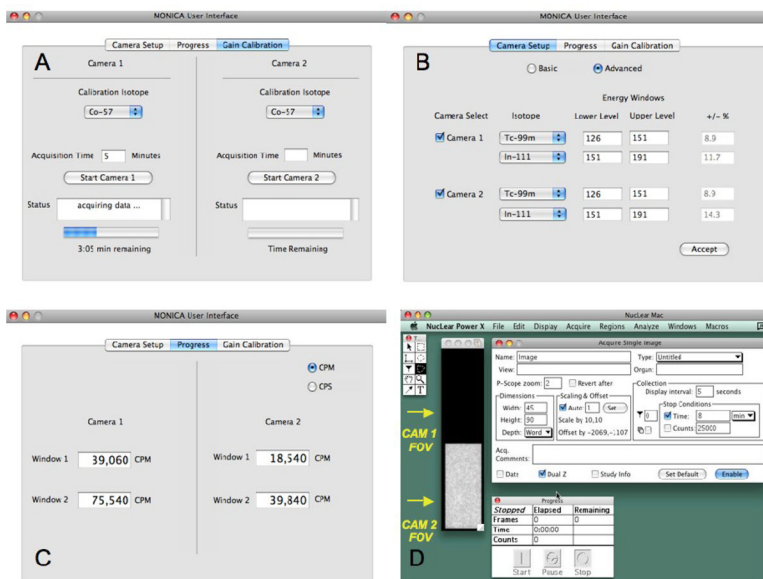 NONICA User Interface
Camera Setup Progress Gain Calibration
A
Camera 1 Camera 2
Calibration Isotope Calibration Isotope
Co-57 Co-57
Acquisition Time 5 Minutes Acquisition Time Minutes
Start Camera 1 Start Camera 2
Status acquiring data ... Status
3:05 min remaining Time Remaining
MONICA User Interface
Camera Setup Progress Gain Calibration
B
Basic Advanced
Energy Windows
Camera Select Isotope Lower Level Upper Level +/- %
Camera 1 Tc-99m 126 151 8.9
In-111 151 191 11.7
Camera 2 Tc-99m 126 151 8.9
In-111 151 191 14.3
Accept
NONICA User Interface
Camera Setup Progress Gain Calibration
CPM
CPS
Camera 1 Camera 2
Window 1 39,060 CPM Window 1 18,540 CPM
Window 2 75,540 CPM Window 2 39,840 CPM
C
NucLear Mac
NucLear Power X File Edit Display Acquire Regions Analyze Windows Macros
Acquire Single Image
Name: Image Type: Untitled
View: Organ:
P-Scope zoom: 2 Revert after
Collection
Display interval: 5 seconds
Dimensions Scaling & Offset Stop Conditions
Width: 45 Auto: 1 Set... 0 Time: 8 min
Height: 90 Scale by 10,10 Counts: 25000
Depth: Word Offset by -2069,-1107
Acq. Comments:
Date Dual Z Study Info Set Default Enable
CAM 1
FOV
CAM 2
FOV
Progress
Stopped Elapsed Remaining
Frames 0 0
Time 0:00:00
Counts 0
Start Pause Stop
D